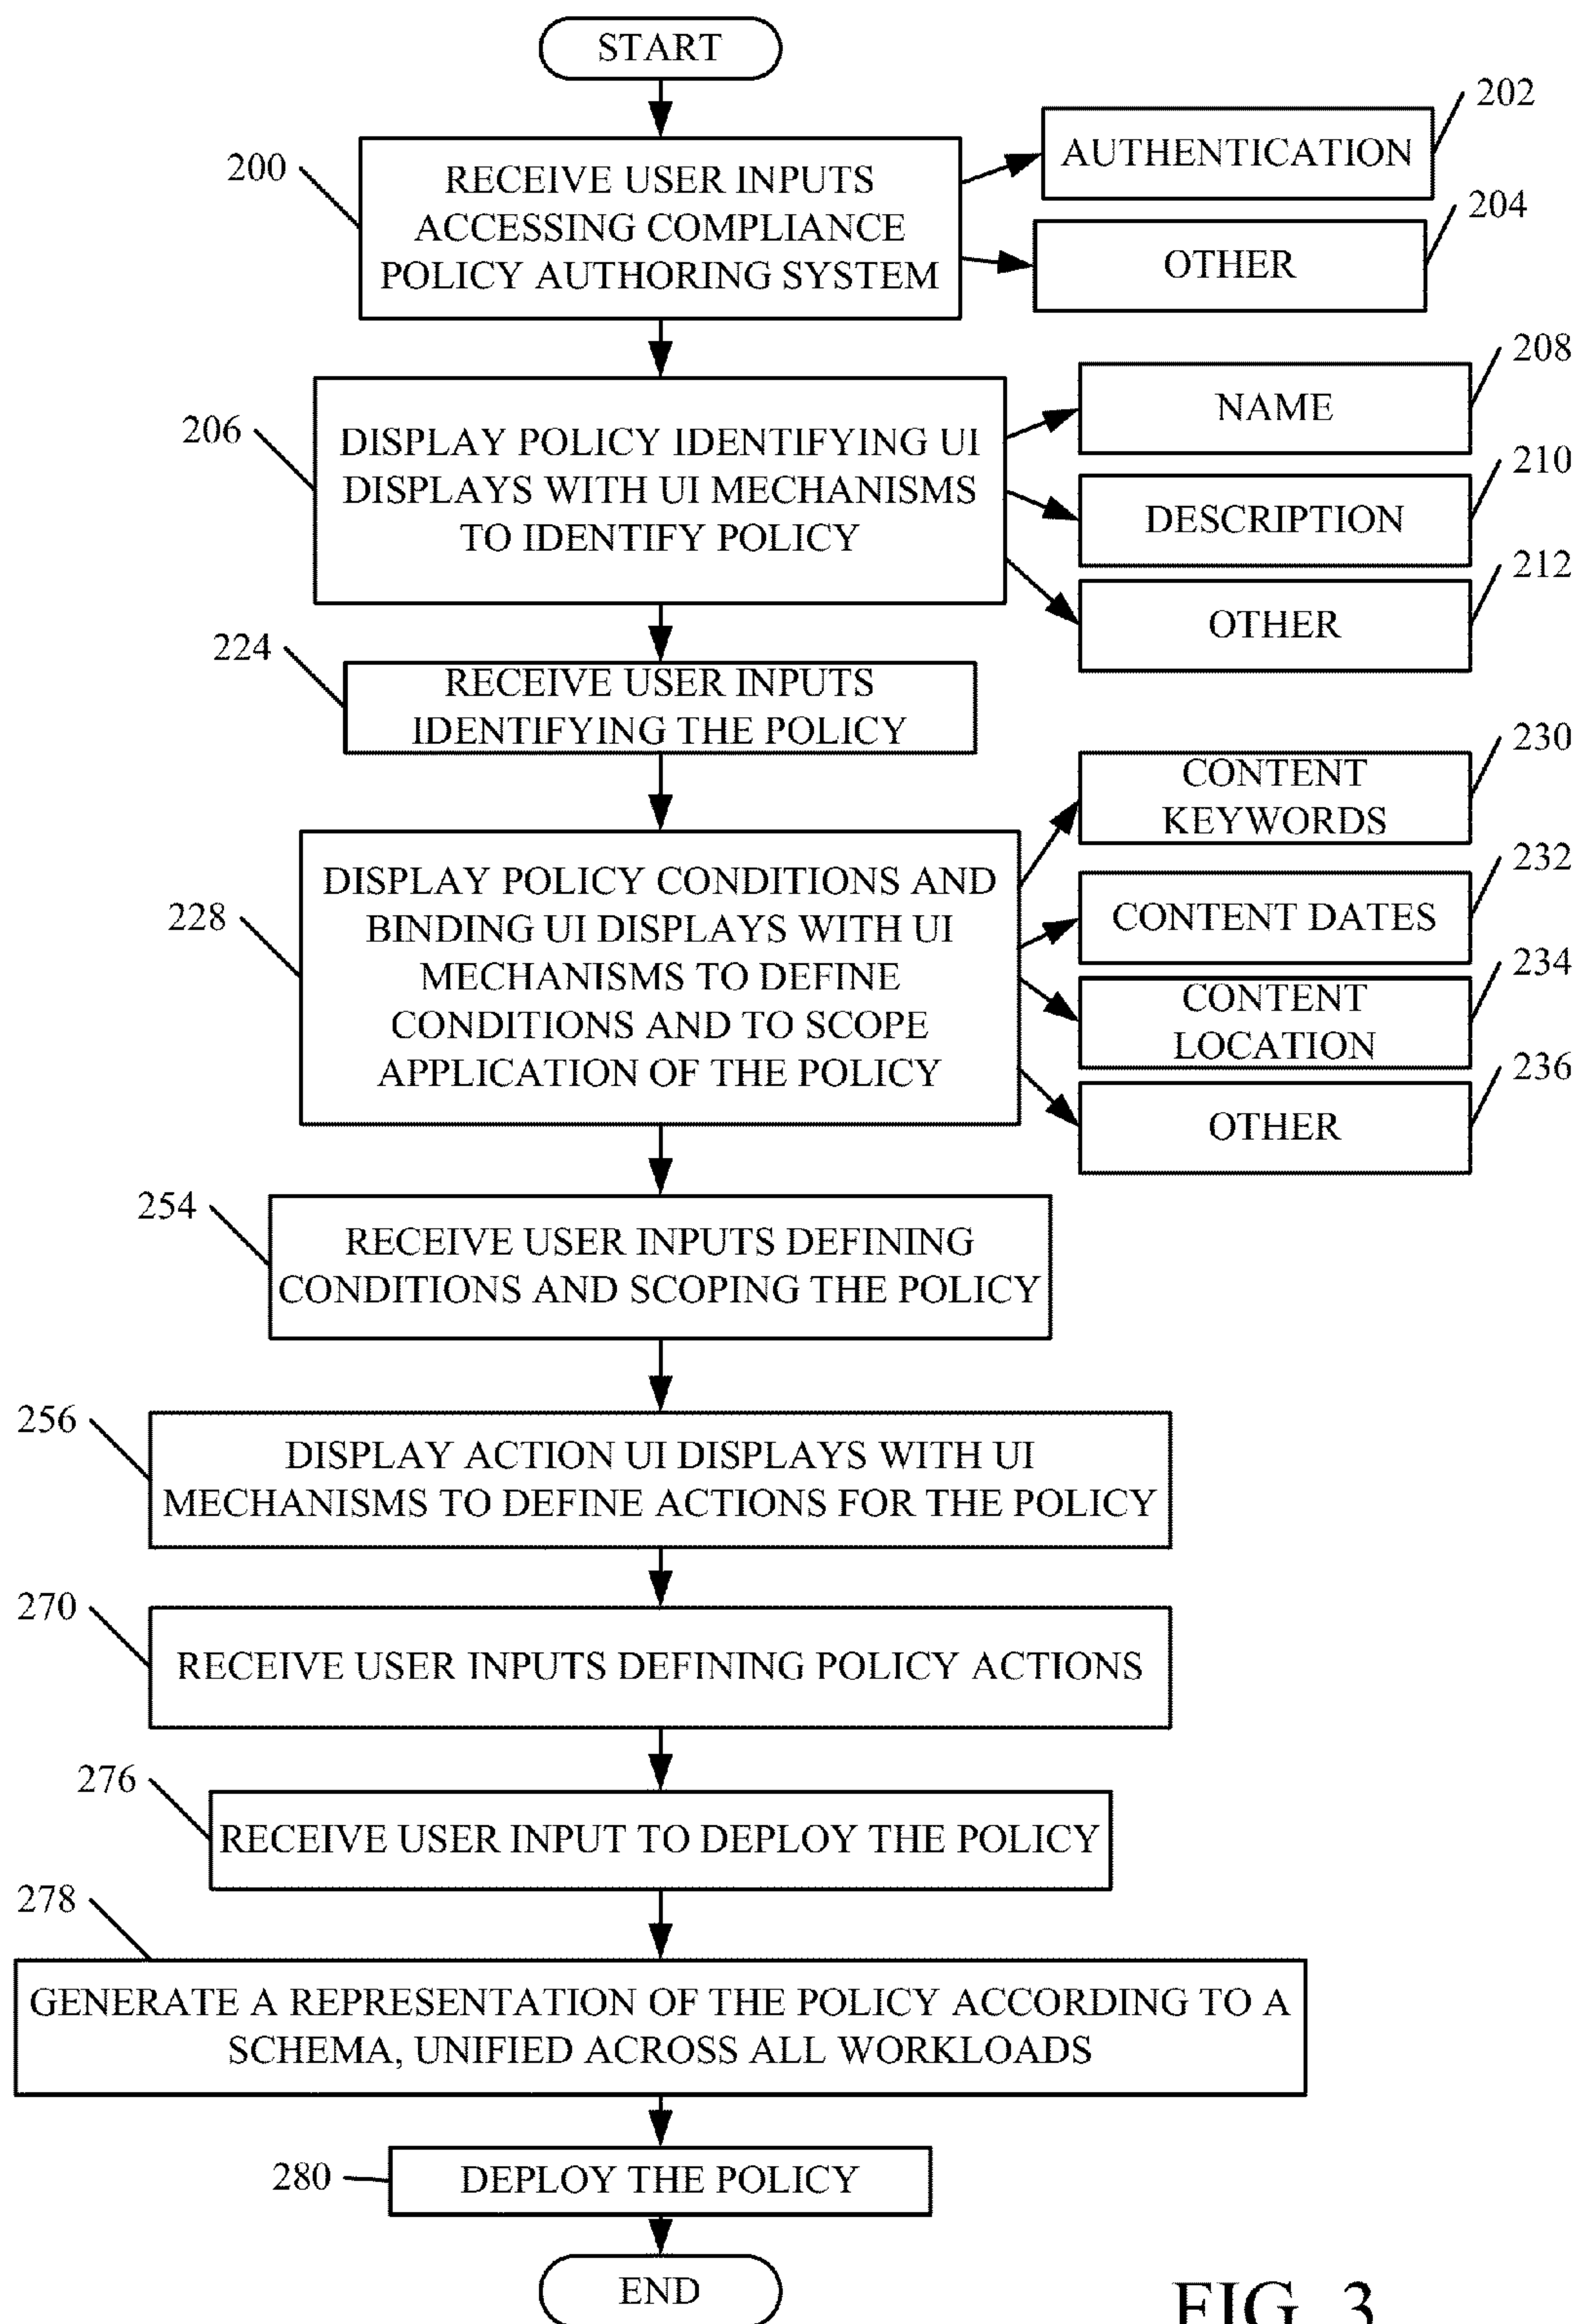 START
200
RECEIVE USER INPUTS
ACCESSING COMPLIANCE
POLICY AUTHORING SYSTEM
202
AUTHENTICATION
204
OTHER
206
DISPLAY POLICY IDENTIFYING UI
DISPLAYS WITH UI MECHANISMS
TO IDENTIFY POLICY
208
NAME
210
DESCRIPTION
212
OTHER
224
RECEIVE USER INPUTS
IDENTIFYING THE POLICY
228
DISPLAY POLICY CONDITIONS AND
BINDING UI DISPLAYS WITH UI
MECHANISMS TO DEFINE
CONDITIONS AND TO SCOPE
APPLICATION OF THE POLICY
230
CONTENT
KEYWORDS
232
CONTENT DATES
234
CONTENT
LOCATION
236
OTHER
254
RECEIVE USER INPUTS DEFINING
CONDITIONS AND SCOPING THE POLICY
256
DISPLAY ACTION UI DISPLAYS WITH UI
MECHANISMS TO DEFINE ACTIONS FOR THE POLICY
270
RECEIVE USER INPUTS DEFINING POLICY ACTIONS
276
RECEIVE USER INPUT TO DEPLOY THE POLICY
278
GENERATE A REPRESENTATION OF THE POLICY ACCORDING TO A
SCHEMA, UNIFIED ACROSS ALL WORKLOADS
280
DEPLOY THE POLICY
END
FIG. 3